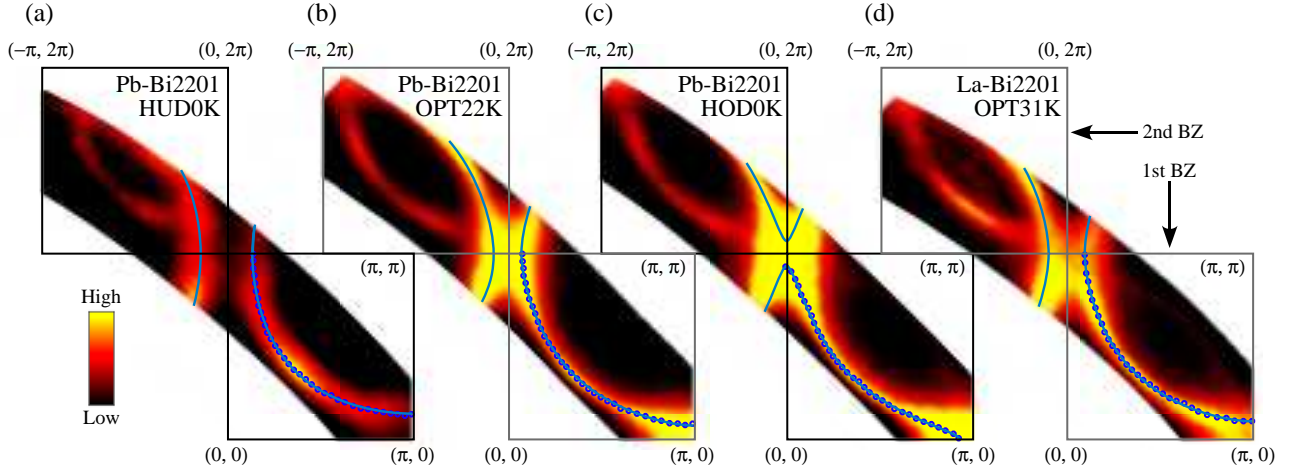 (a)
(b)
(c)
(d)
(−π, 2π)
(0, 2π)
(−π, 2π)
(0, 2π)
(−π, 2π)
(0, 2π)
(−π, 2π)
(0, 2π)
Pb-Bi2201
HUD0K
Pb-Bi2201
OPT22K
Pb-Bi2201
HOD0K
La-Bi2201
OPT31K
2nd BZ
1st BZ
(π, π)
(π, π)
(π, π)
(π, π)
High
Low
(0, 0)
(π, 0)
(0, 0)
(π, 0)
(0, 0)
(π, 0)
(0, 0)
(π, 0)